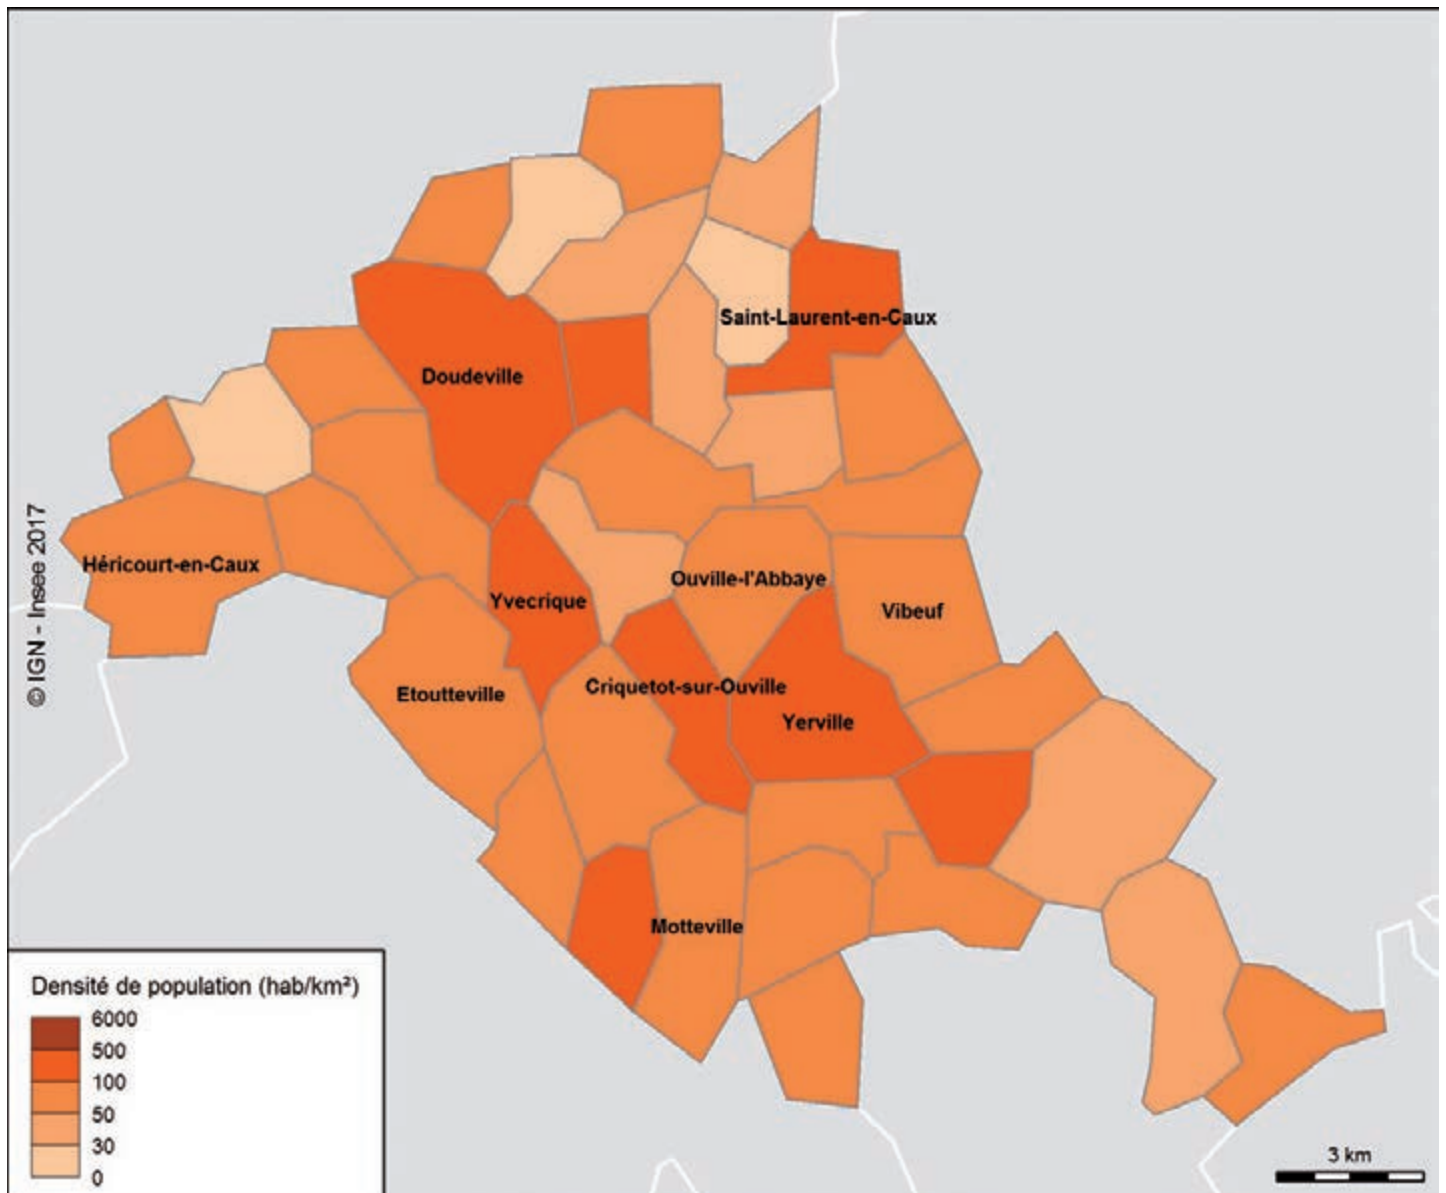 Saint-Laurent-en-Caux
Doudeville
Héricourt-en-Caux
Yvecrique
Ouville-l'Abbaye
Vibeuf
Etoutteville
Criquetot-sur-Ouville
Yerville
Motteville
© IGN - Insee 2017
Densité de population (hab/km²)
6000
500
100
50
30
0
3 km